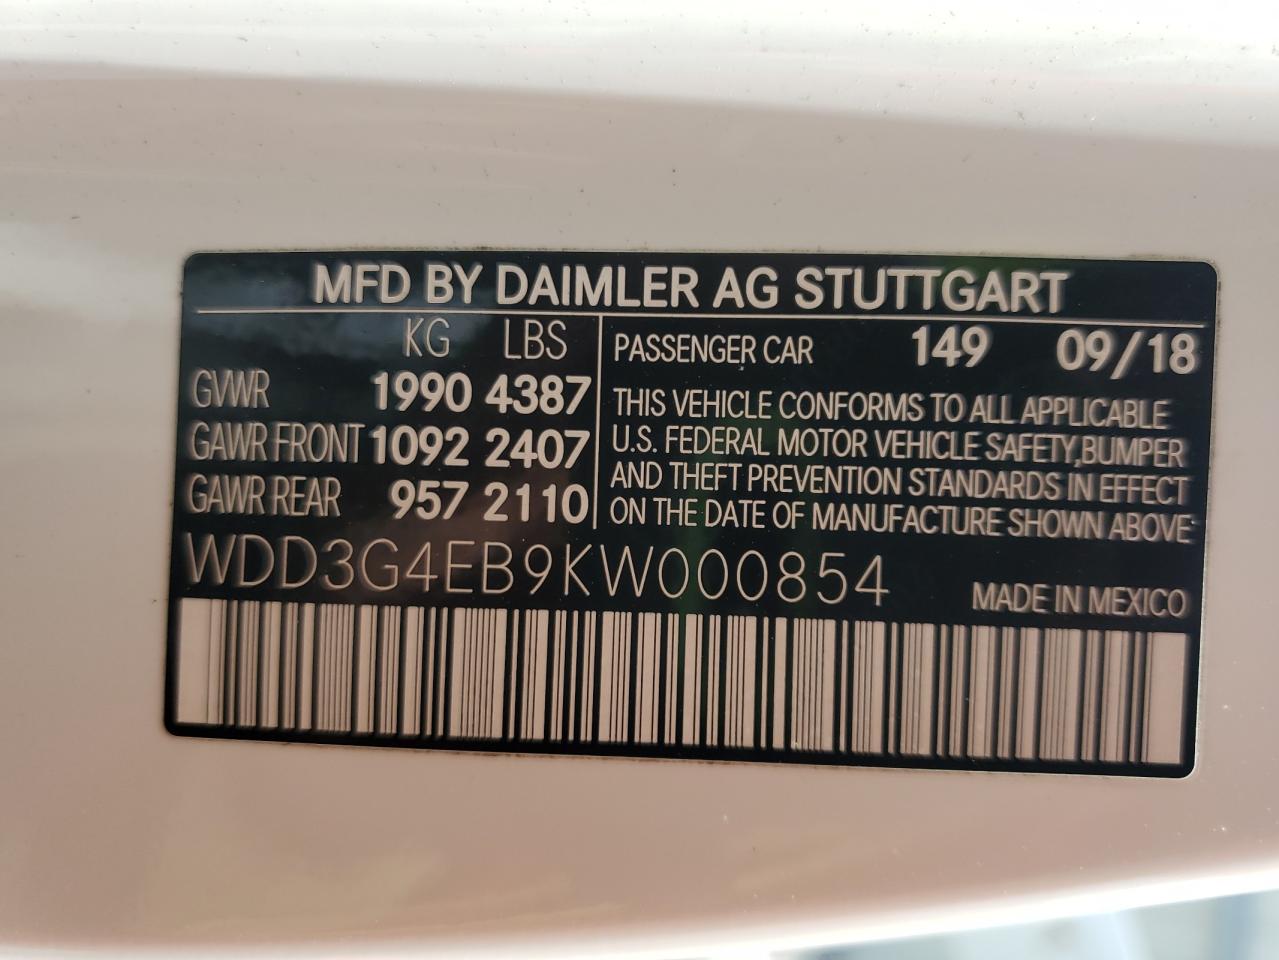 MFD BY DAIMLER AG STUTTGART
KG LBS
GVWR 1990 4387
GAWR FRONT 1092 2407
GAWR REAR 957 2110
PASSENGER CAR 149 09/18
THIS VEHICLE CONFORMS TO ALL APPLICABLE
U.S. FEDERAL MOTOR VEHICLE SAFETY,BUMPER
AND THEFT PREVENTION STANDARDS IN EFFECT
ON THE DATE OF MANUFACTURE SHOWN ABOVE
WDD3G4EB9KW000854
MADE IN MEXICO